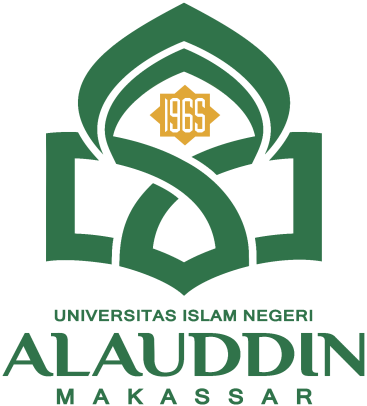 1965
UNIVERSITAS ISLAM NEGERI
ALAUDDIN
MAKASSAR